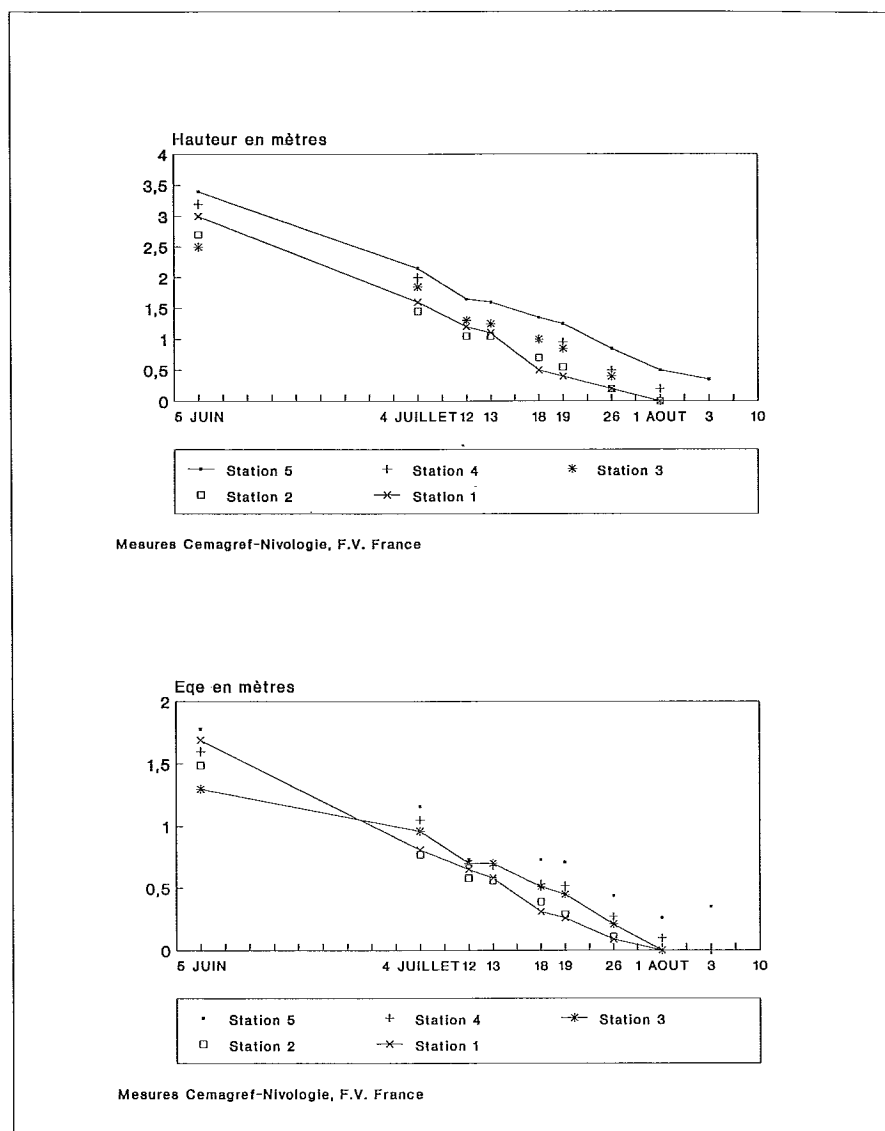 Hauteur en mètres
4
3,5
3
2,5
2
1,5
1
0,5
0
5 JUIN 4 JUILLET 12 13 18 19 26 1 AOUT 3 10
Station 5 Station 4 Station 3
Station 2 Station 1
Mesures Cemagref-Nivologie, F.V. France
Eqe en mètres
2
1,5
1
0,5
0
5 JUIN 4 JUILLET 12 13 18 19 26 1 AOUT 3 10
Station 5 Station 4 Station 3
Station 2 Station 1
Mesures Cemagref-Nivologie, F.V. France